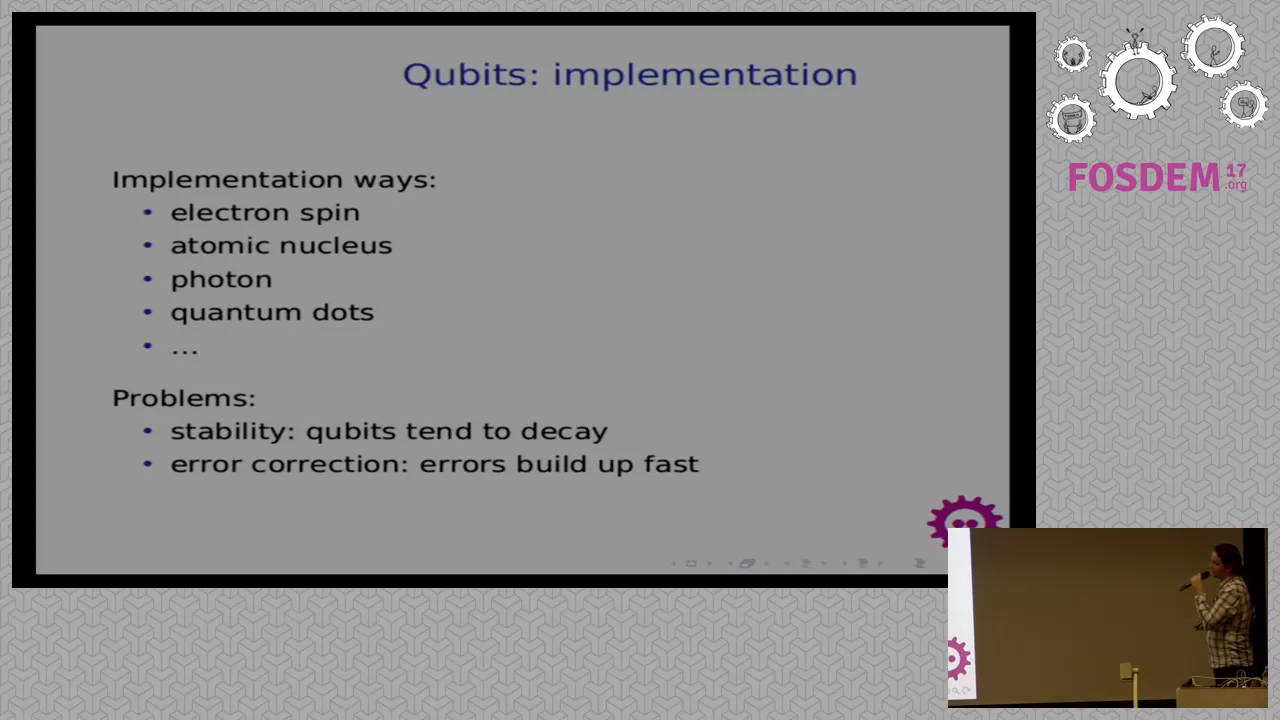 Qubits: implementation
Implementation ways:
• electron spin
• atomic nucleus
• photon
• quantum dots
• ...
Problems:
• stability: qubits tend to decay
• error correction: errors build up fast
FOSDEM 17
.org